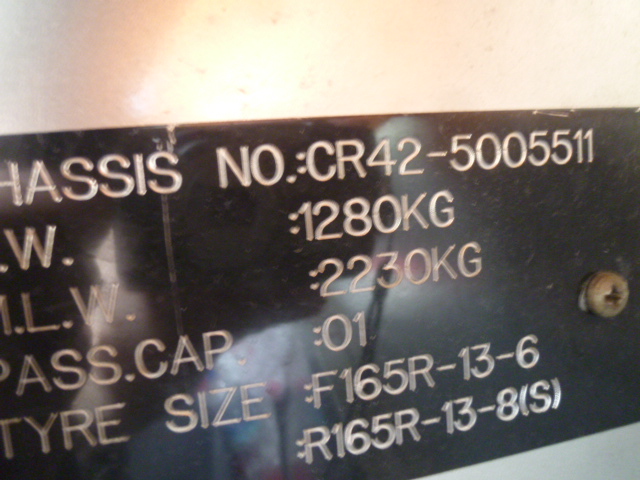 HASSIS NO.:CR42-5005511
.W. :1280KG
M.L.W. :2230KG
PASS.CAP. :01
TYRE SIZE :F165R-13-6
:R165R-13-8(S)